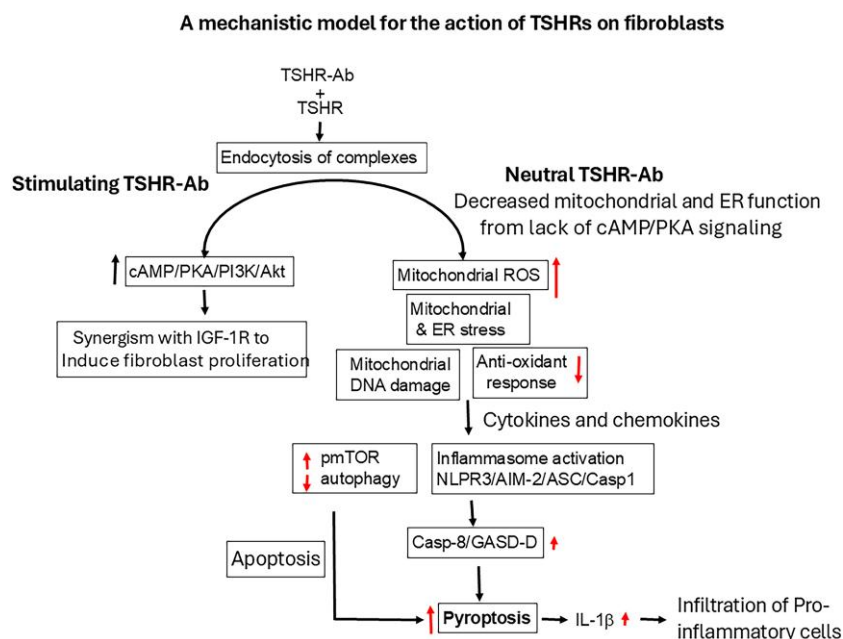 A mechanistic model for the action of TSHRs on fibroblasts
TSHR-Ab
+
TSHR
Endocytosis of complexes
Stimulating TSHR-Ab
Neutral TSHR-Ab
Decreased mitochondrial and ER function
from lack of cAMP/PKA signaling
cAMP/PKA/PI3K/Akt
Mitochondrial ROS
Synergism with IGF-1R to
Induce fibroblast proliferation
Mitochondrial
& ER stress
Mitochondrial
DNA damage
Anti-oxidant
response
Cytokines and chemokines
pmTOR
autophagy
Inflammasome activation
NLPR3/AIM-2/ASC/Casp1
Casp-8/GASD-D
Apoptosis
Pyroptosis
IL-1β
Infiltration of Pro-
inflammatory cells